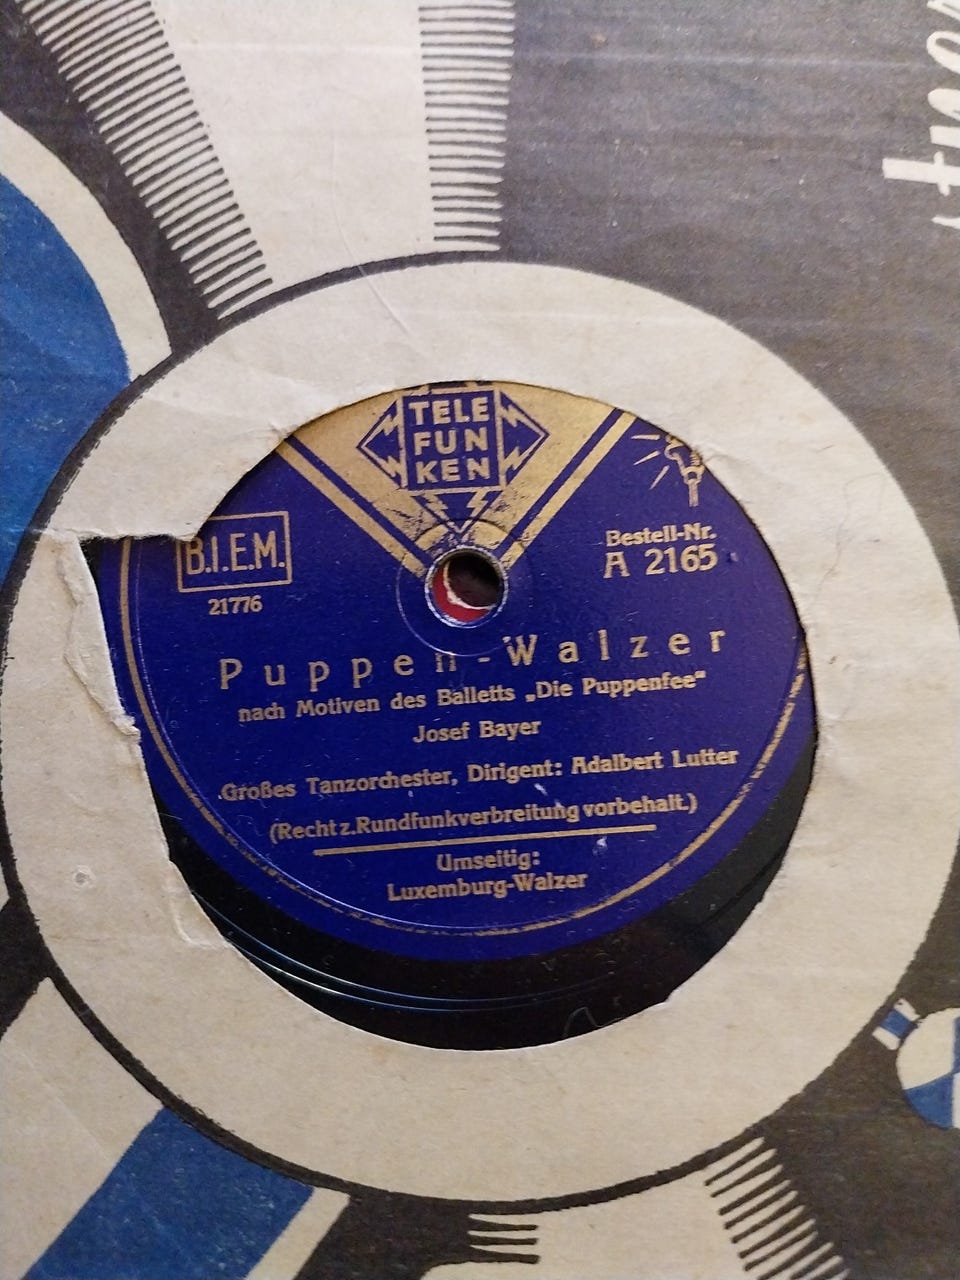 TELE
FUN
KEN
B.I.E.M.
21776
Bestell-Nr.
A 2165
Puppen-Walzer
nach Motiven des Balletts „Die Puppenfee“
Josef Bayer
Großes Tanzorchester, Dirigent: Adalbert Lutter
(Recht z. Rundfunkverbreitung vorbehalt.)
Umseitig:
Luxemburg-Walzer